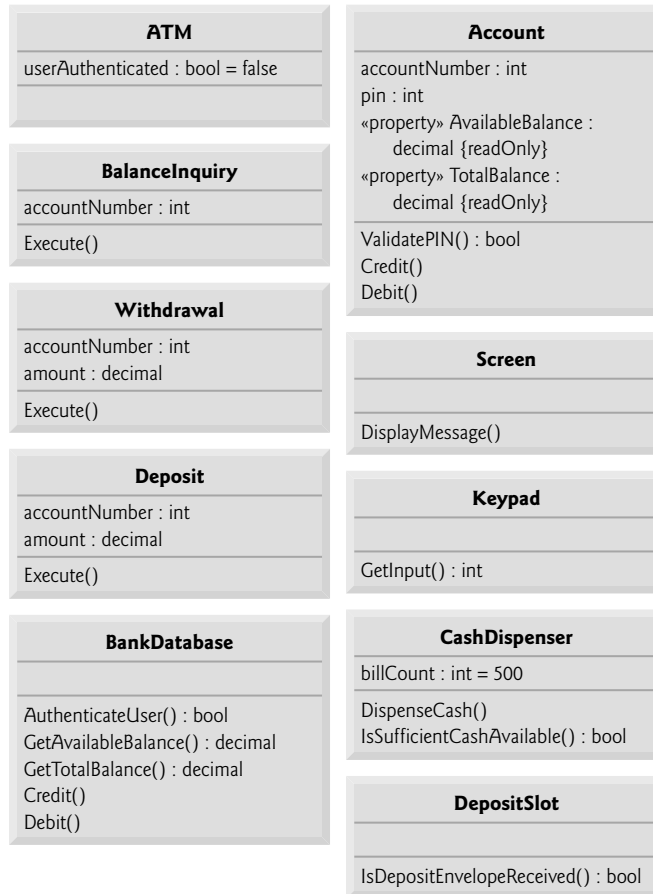 ATM
userAuthenticated : bool = false
BalanceInquiry
accountNumber : int
Execute()
Withdrawal
accountNumber : int
amount : decimal
Execute()
Deposit
accountNumber : int
amount : decimal
Execute()
BankDatabase
AuthenticateUser() : bool
GetAvailableBalance() : decimal
GetTotalBalance() : decimal
Credit()
Debit()
Account
accountNumber : int
pin : int
«property» AvailableBalance :
decimal {readOnly}
«property» TotalBalance :
decimal {readOnly}
ValidatePIN() : bool
Credit()
Debit()
Screen
DisplayMessage()
Keypad
GetInput() : int
CashDispenser
billCount : int = 500
DispenseCash()
IsSufficientCashAvailable() : bool
DepositSlot
IsDepositEnvelopeReceived() : bool